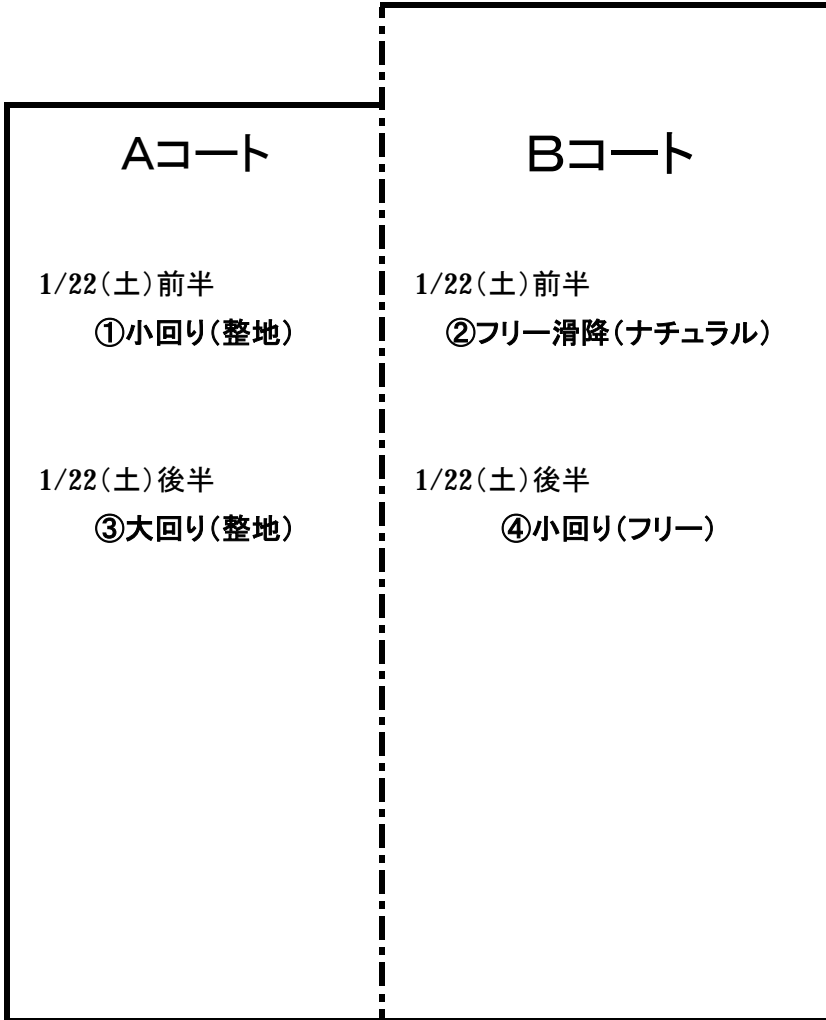 Aコート
1/22(土)前半
①小回り(整地)
1/22(土)後半
③大回り(整地)
Bコート
1/22(土)前半
②フリー滑降(ナチュラル)
1/22(土)後半
④小回り(フリー)